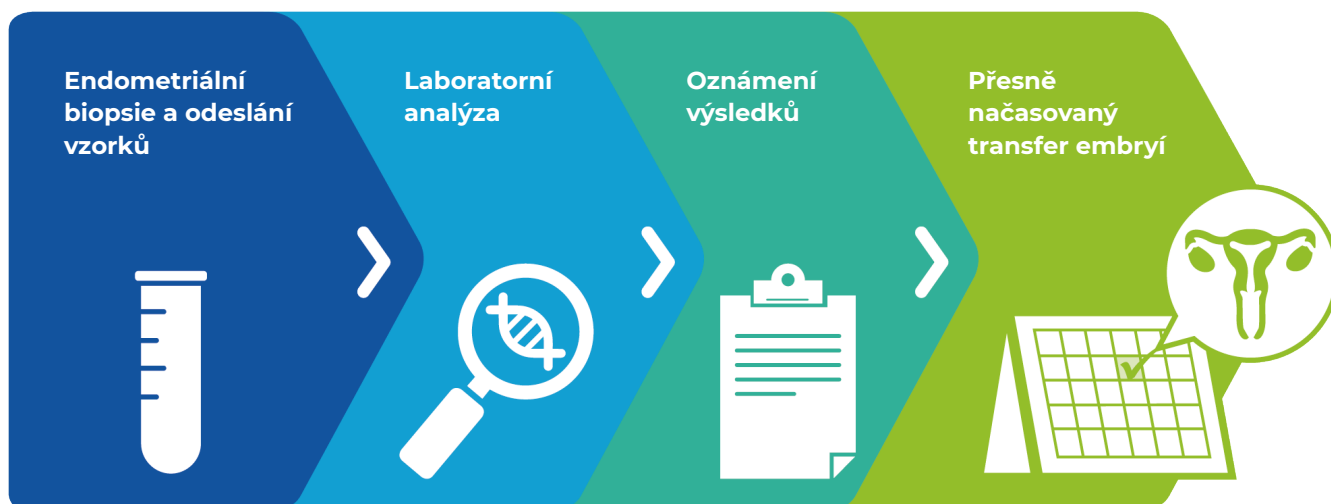 Endometriální
biopsie a odeslání
vzorků
Laboratorní
analýza
Oznámení
výsledků
Přesně
načasovaný
transfer embryí